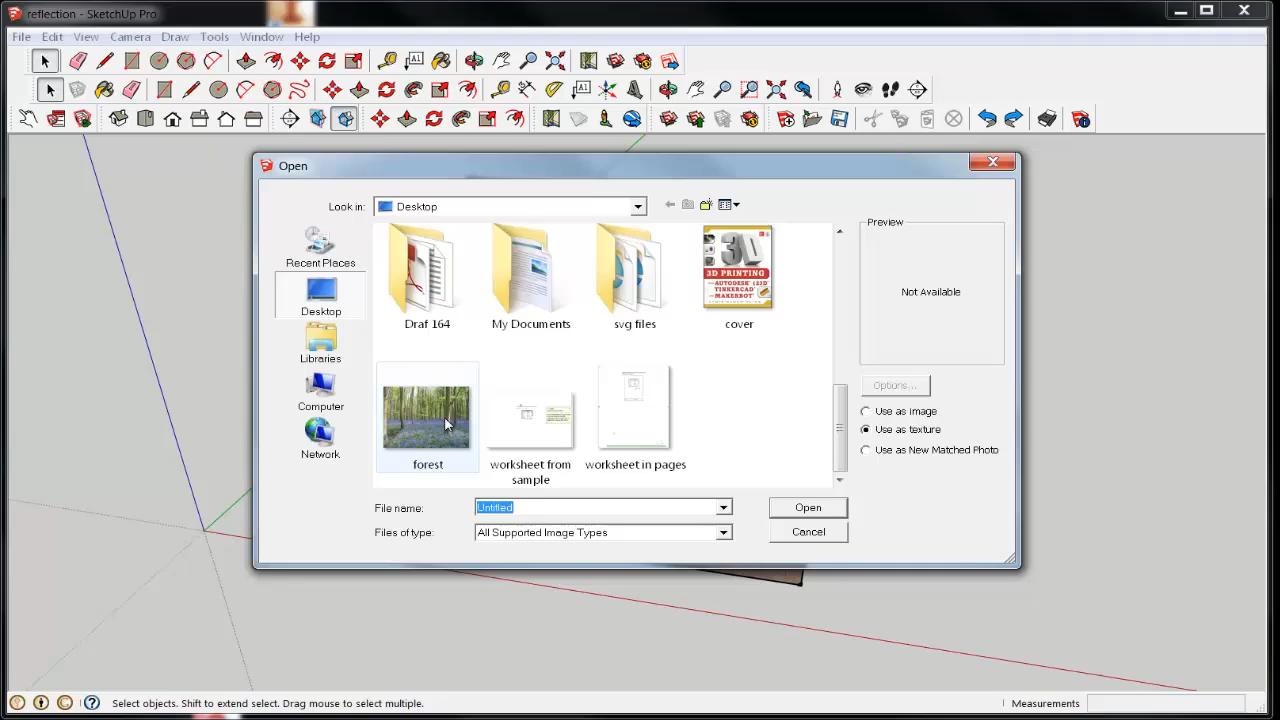 reflection - SketchUp Pro
File Edit View Camera Draw Tools Window Help
Open
Look in: Desktop
Recent Places
Desktop
Libraries
Computer
Network
Draf 164
My Documents
svg files
3D
3D PRINTING
AUTODESK 123D
TINKERCAD
MAKERBOT
cover
forest
worksheet from
sample
worksheet in pages
Preview
Not Available
Options...
Use as image
Use as texture
Use as New Matched Photo
File name: Untitled
Open
Files of type: All Supported Image Types
Cancel
Select objects. Shift to extend select. Drag mouse to select multiple.
Measurements